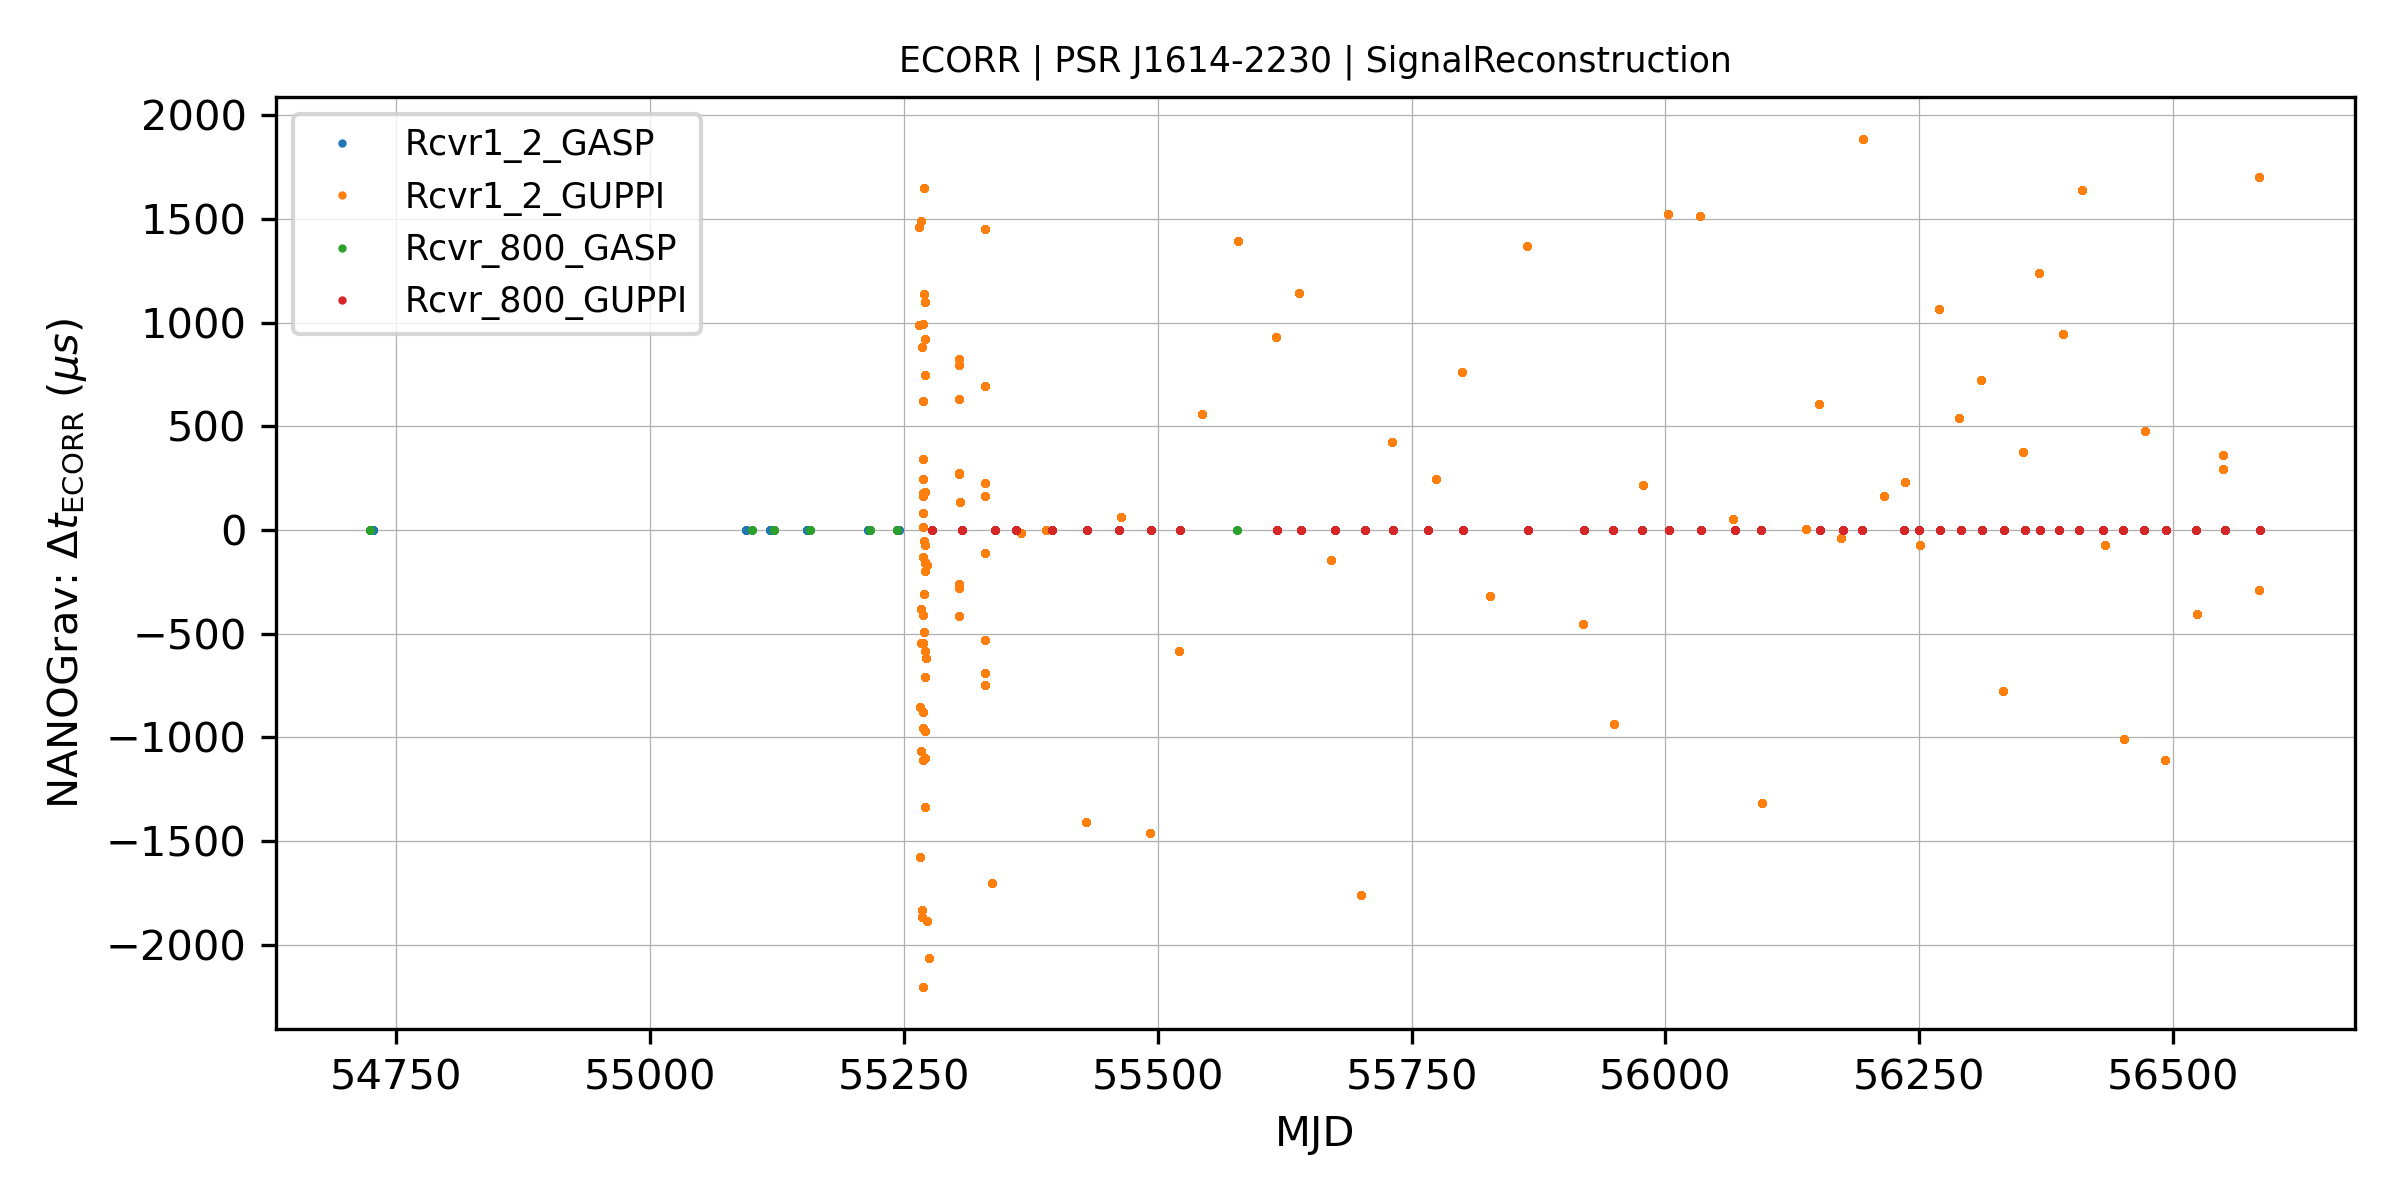 ECORR | PSR J1614-2230 | SignalReconstruction
2000
1500
1000
500
0
−500
−1000
−1500
−2000
NANOGrav: Δt_ECORR (μs)
Rcvr1_2_GASP
Rcvr1_2_GUPPI
Rcvr_800_GASP
Rcvr_800_GUPPI
54750 55000 55250 55500 55750 56000 56250 56500
MJD